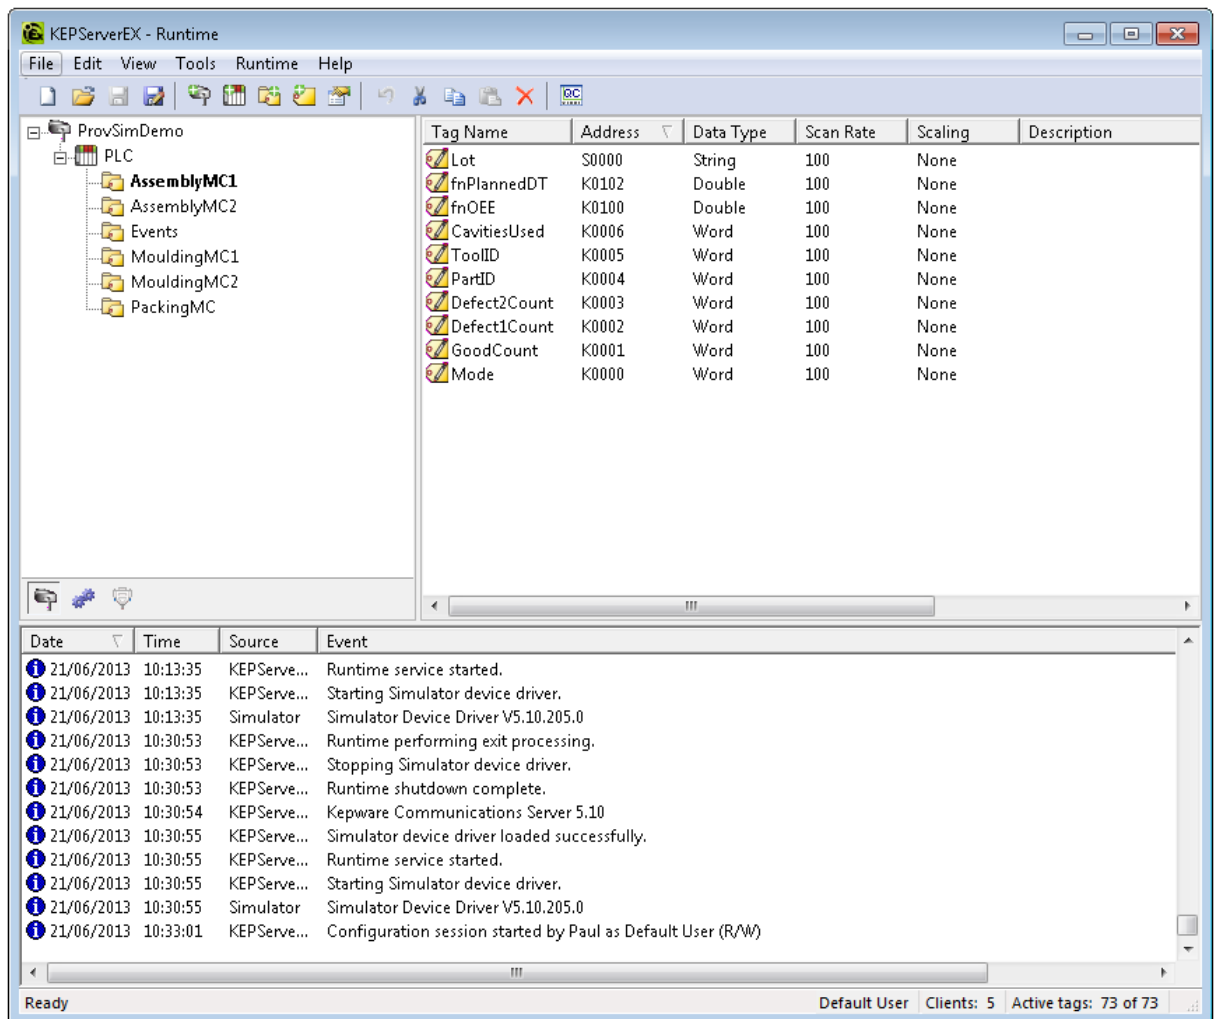 KEPServerEX - Runtime
File Edit View Tools Runtime Help
QC
ProvSimDemo
PLC
AssemblyMC1
AssemblyMC2
Events
MouldingMC1
MouldingMC2
PackingMC
Tag Name Address Data Type Scan Rate Scaling Description
Lot S0000 String 100 None
fnPlannedDT K0102 Double 100 None
fnOEE K0100 Double 100 None
CavitiesUsed K0006 Word 100 None
ToolID K0005 Word 100 None
PartID K0004 Word 100 None
Defect2Count K0003 Word 100 None
Defect1Count K0002 Word 100 None
GoodCount K0001 Word 100 None
Mode K0000 Word 100 None
Date Time Source Event
21/06/2013 10:13:35 KEPServe... Runtime service started.
21/06/2013 10:13:35 KEPServe... Starting Simulator device driver.
21/06/2013 10:13:35 Simulator Simulator Device Driver V5.10.205.0
21/06/2013 10:30:53 KEPServe... Runtime performing exit processing.
21/06/2013 10:30:53 KEPServe... Stopping Simulator device driver.
21/06/2013 10:30:53 KEPServe... Runtime shutdown complete.
21/06/2013 10:30:54 KEPServe... Kepware Communications Server 5.10
21/06/2013 10:30:55 KEPServe... Simulator device driver loaded successfully.
21/06/2013 10:30:55 KEPServe... Runtime service started.
21/06/2013 10:30:55 KEPServe... Starting Simulator device driver.
21/06/2013 10:30:55 Simulator Simulator Device Driver V5.10.205.0
21/06/2013 10:33:01 KEPServe... Configuration session started by Paul as Default User (R/W)
Ready Default User Clients: 5 Active tags: 73 of 73